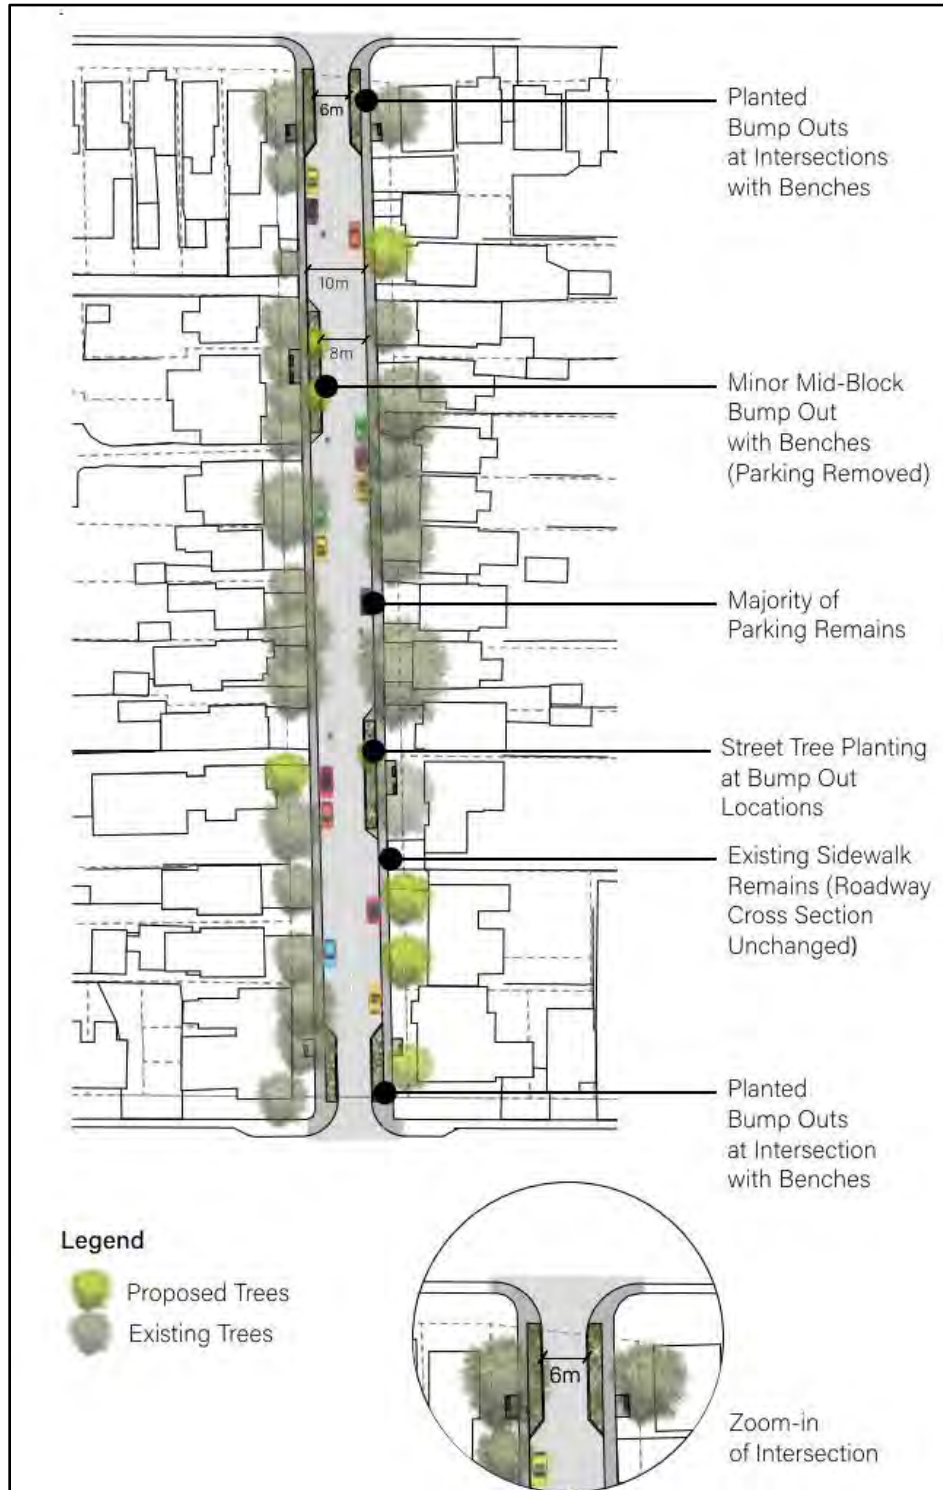 6m
Planted
Bump Outs
at Intersections
with Benches
10m
8m
Minor Mid-Block
Bump Out
with Benches
(Parking Removed)
Majority of
Parking Remains
Street Tree Planting
at Bump Out
Locations
Existing Sidewalk
Remains (Roadway
Cross Section
Unchanged)
Planted
Bump Outs
at Intersection
with Benches
Legend
Proposed Trees
Existing Trees
6m
Zoom-in
of Intersection